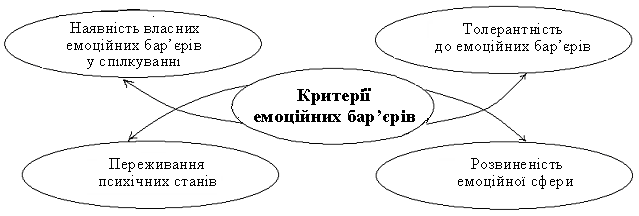 Наявність власних
емоційних бар’єрів
у спілкуванні
Толерантність
до емоційних бар’єрів
Критерії
емоційних бар’єрів
Переживання
психічних станів
Розвиненість
емоційної сфери